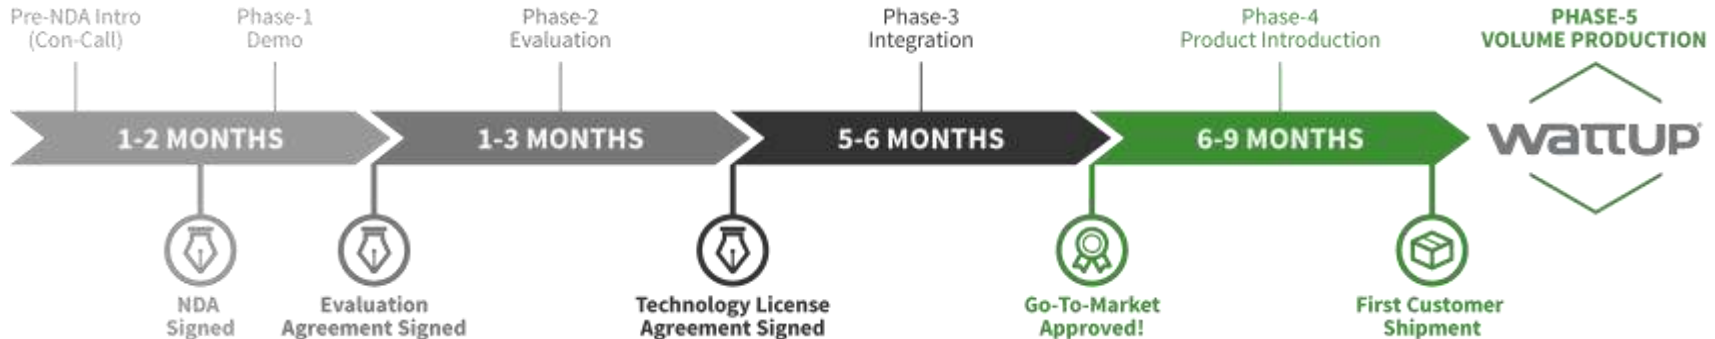 Pre-NDA Intro
(Con-Call)
Phase-1
Demo
Phase-2
Evaluation
Phase-3
Integration
Phase-4
Product Introduction
PHASE-5
VOLUME PRODUCTION
1-2 MONTHS
1-3 MONTHS
5-6 MONTHS
6-9 MONTHS
wattup
NDA
Signed
Evaluation
Agreement Signed
Technology License
Agreement Signed
Go-To-Market
Approved!
First Customer
Shipment